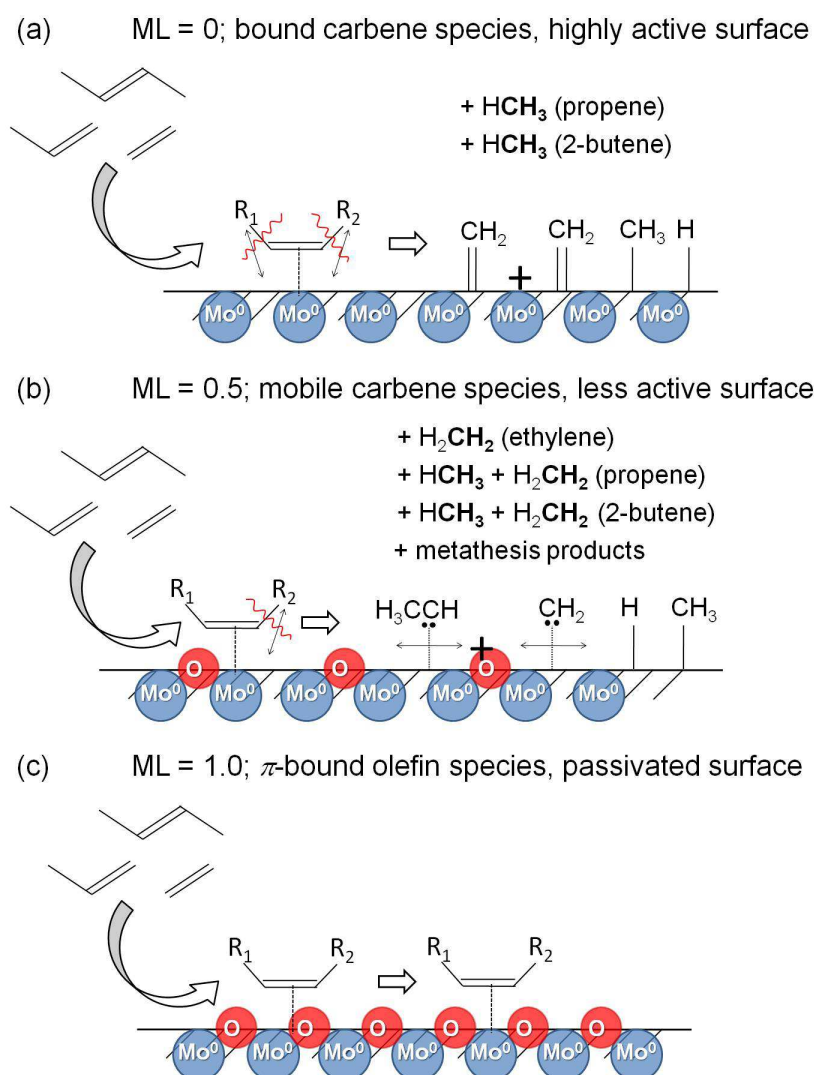 (a) ML = 0; bound carbene species, highly active surface
+ HCH₃ (propene)
+ HCH₃ (2-butene)
R₁ R₂ CH₂ CH₂ CH₃ H
+
Mo⁰ Mo⁰ Mo⁰ Mo⁰ Mo⁰ Mo⁰ Mo⁰
(b) ML = 0.5; mobile carbene species, less active surface
+ H₂CH₂ (ethylene)
+ HCH₃ + H₂CH₂ (propene)
+ HCH₃ + H₂CH₂ (2-butene)
+ metathesis products
R₁ R₂ H₃CCH CH₂ H CH₃
+
O O O
Mo⁰ Mo⁰ Mo⁰ Mo⁰ Mo⁰ Mo⁰ Mo⁰
(c) ML = 1.0; π-bound olefin species, passivated surface
R₁ R₂ R₁ R₂
O O O O O O
Mo⁰ Mo⁰ Mo⁰ Mo⁰ Mo⁰ Mo⁰ Mo⁰